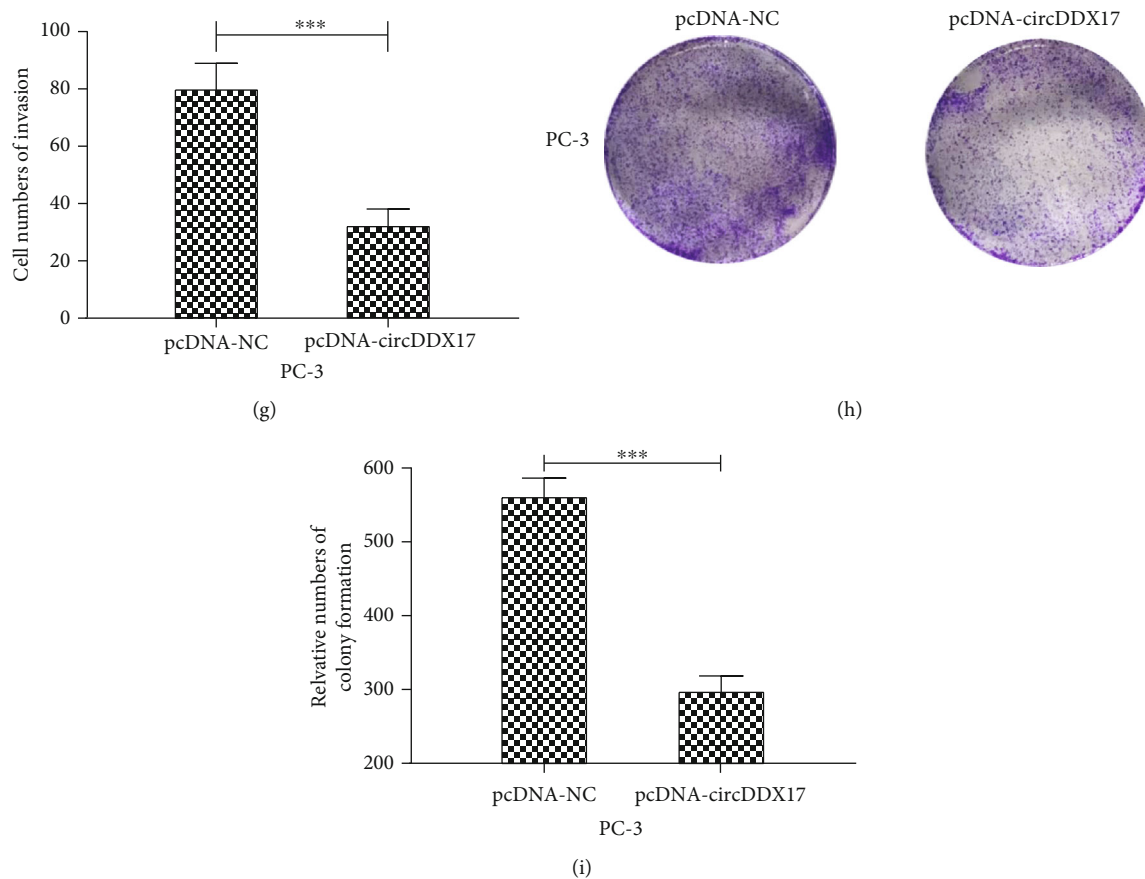 100
80
60
40
20
0
Cell numbers of invasion
***
pcDNA-NC
pcDNA-circDDX17
PC-3
(g)
pcDNA-NC
pcDNA-circDDX17
PC-3
(h)
600
500
400
300
200
Relvative numbers of
colony formation
***
pcDNA-NC
pcDNA-circDDX17
PC-3
(i)